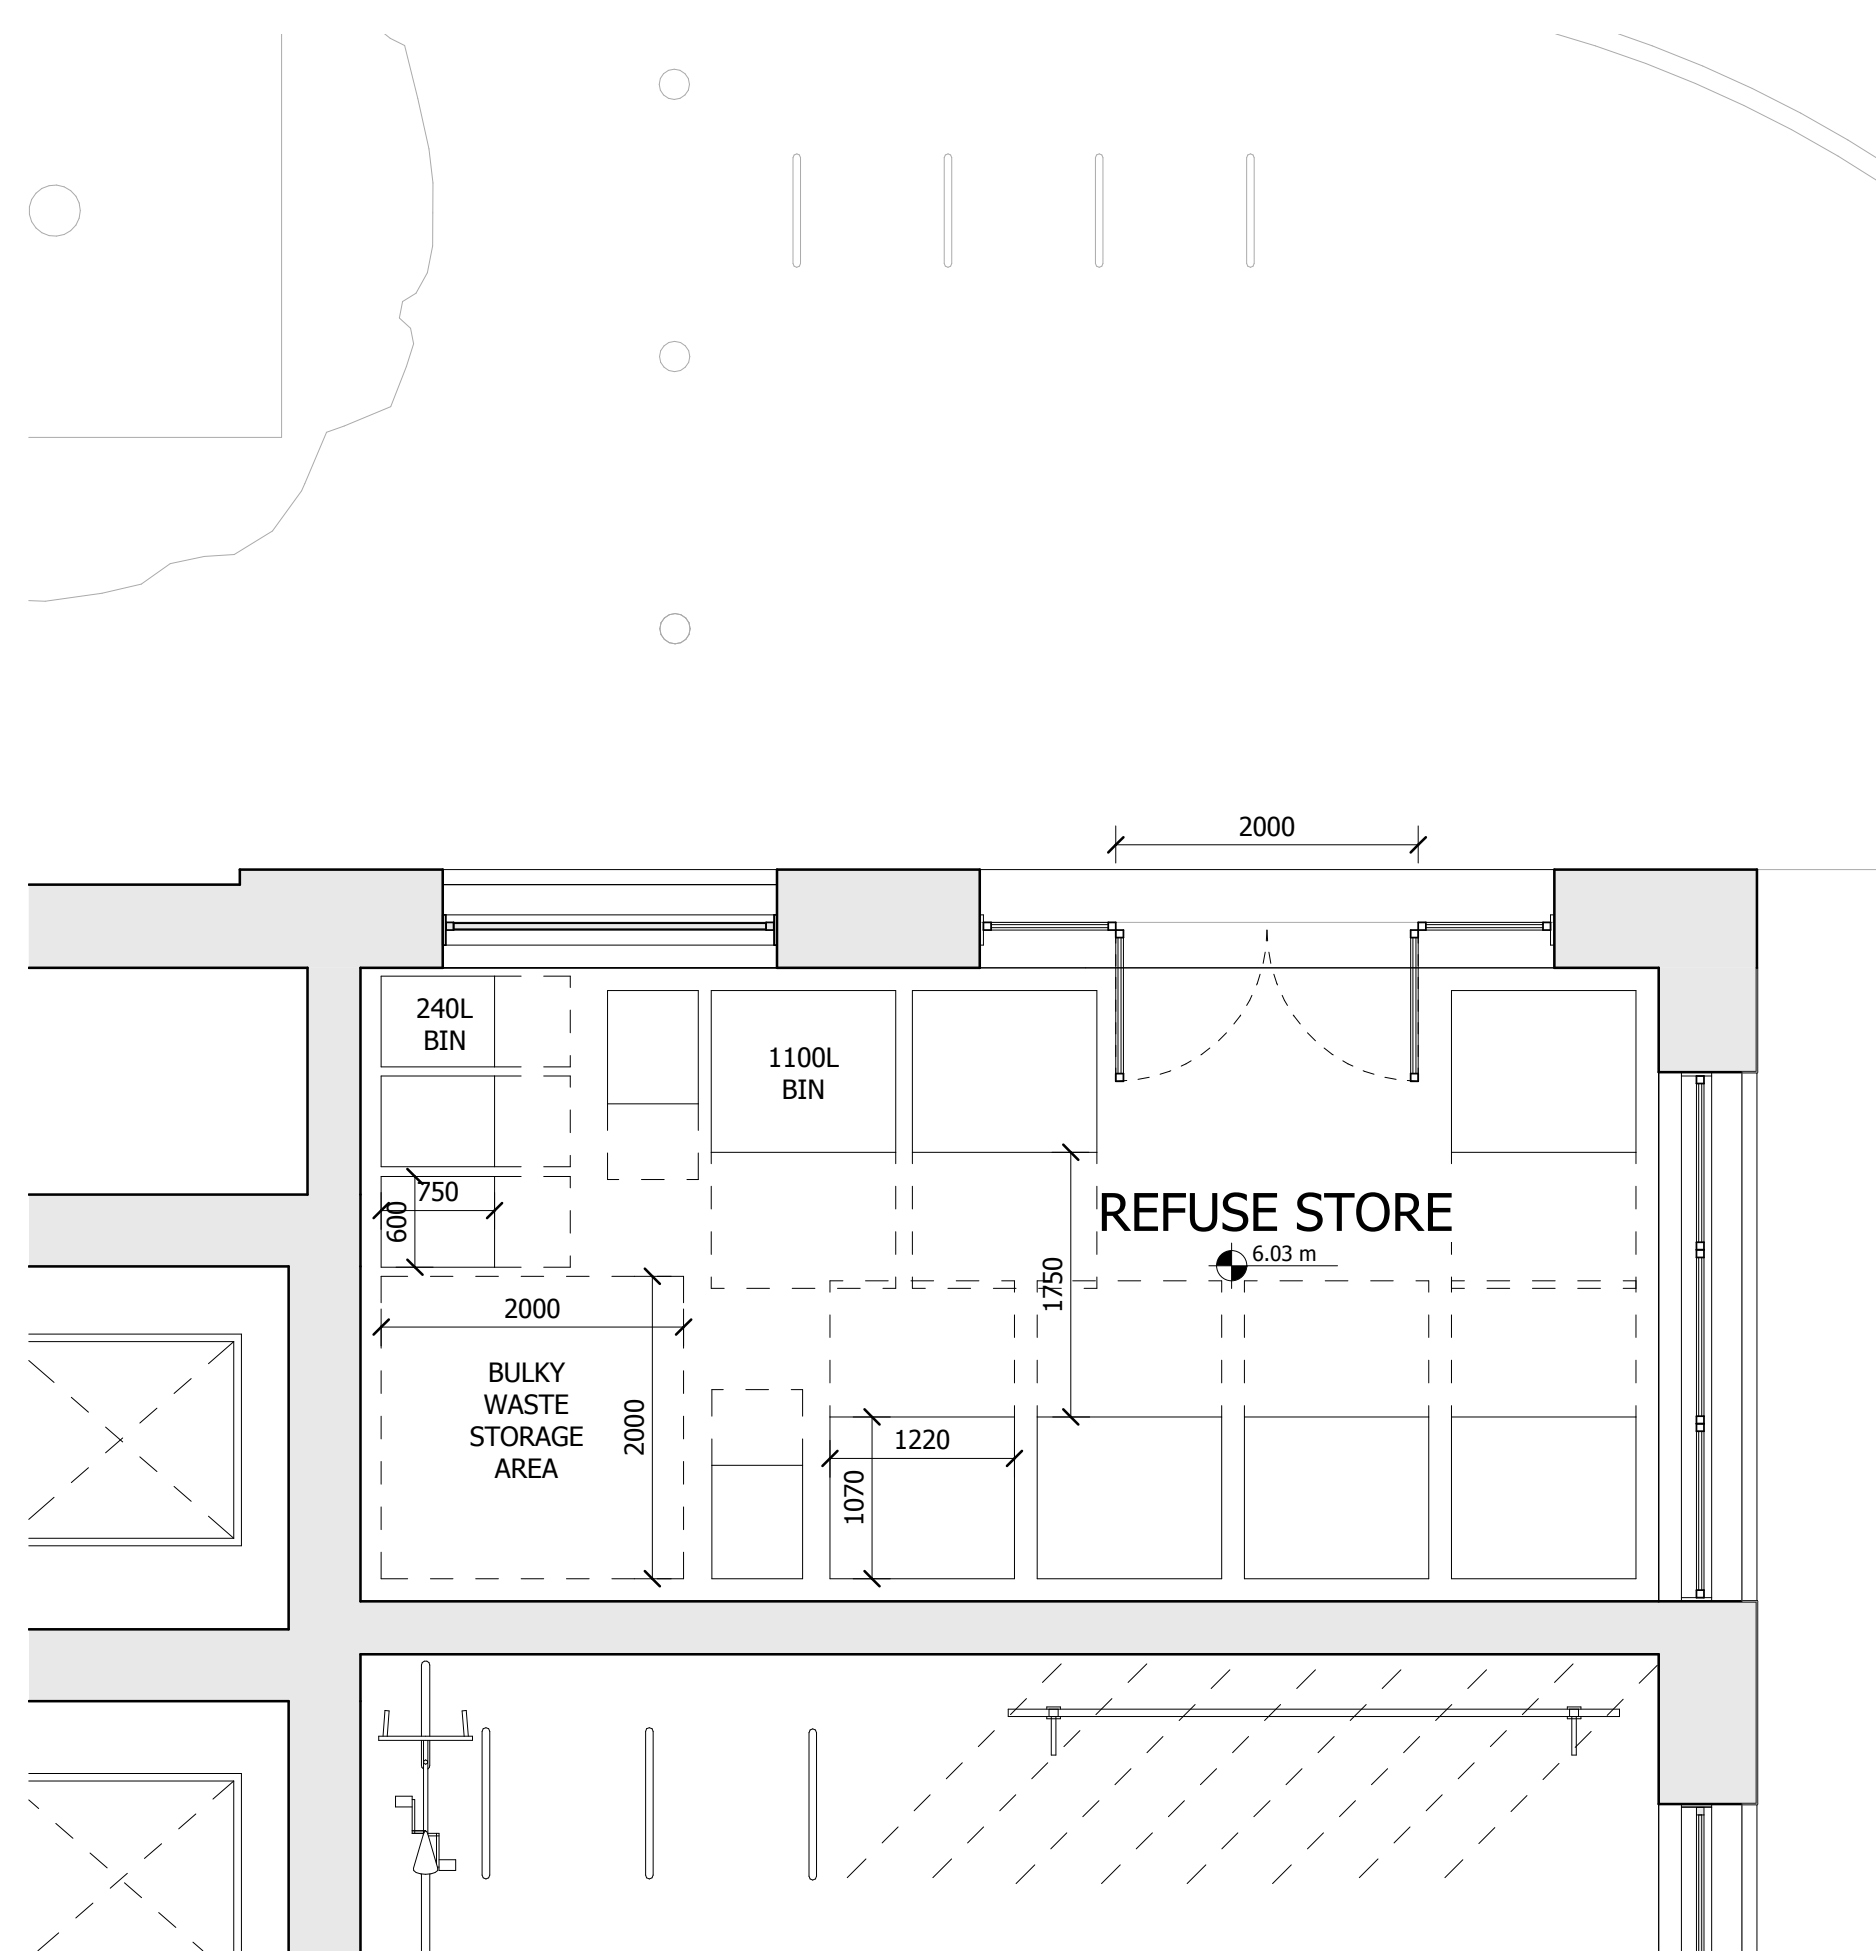 2000
240L
BIN
1100L
BIN
750
600
REFUSE STORE
6.03 m
1750
2000
BULKY
WASTE
STORAGE
AREA
2000
1220
1070